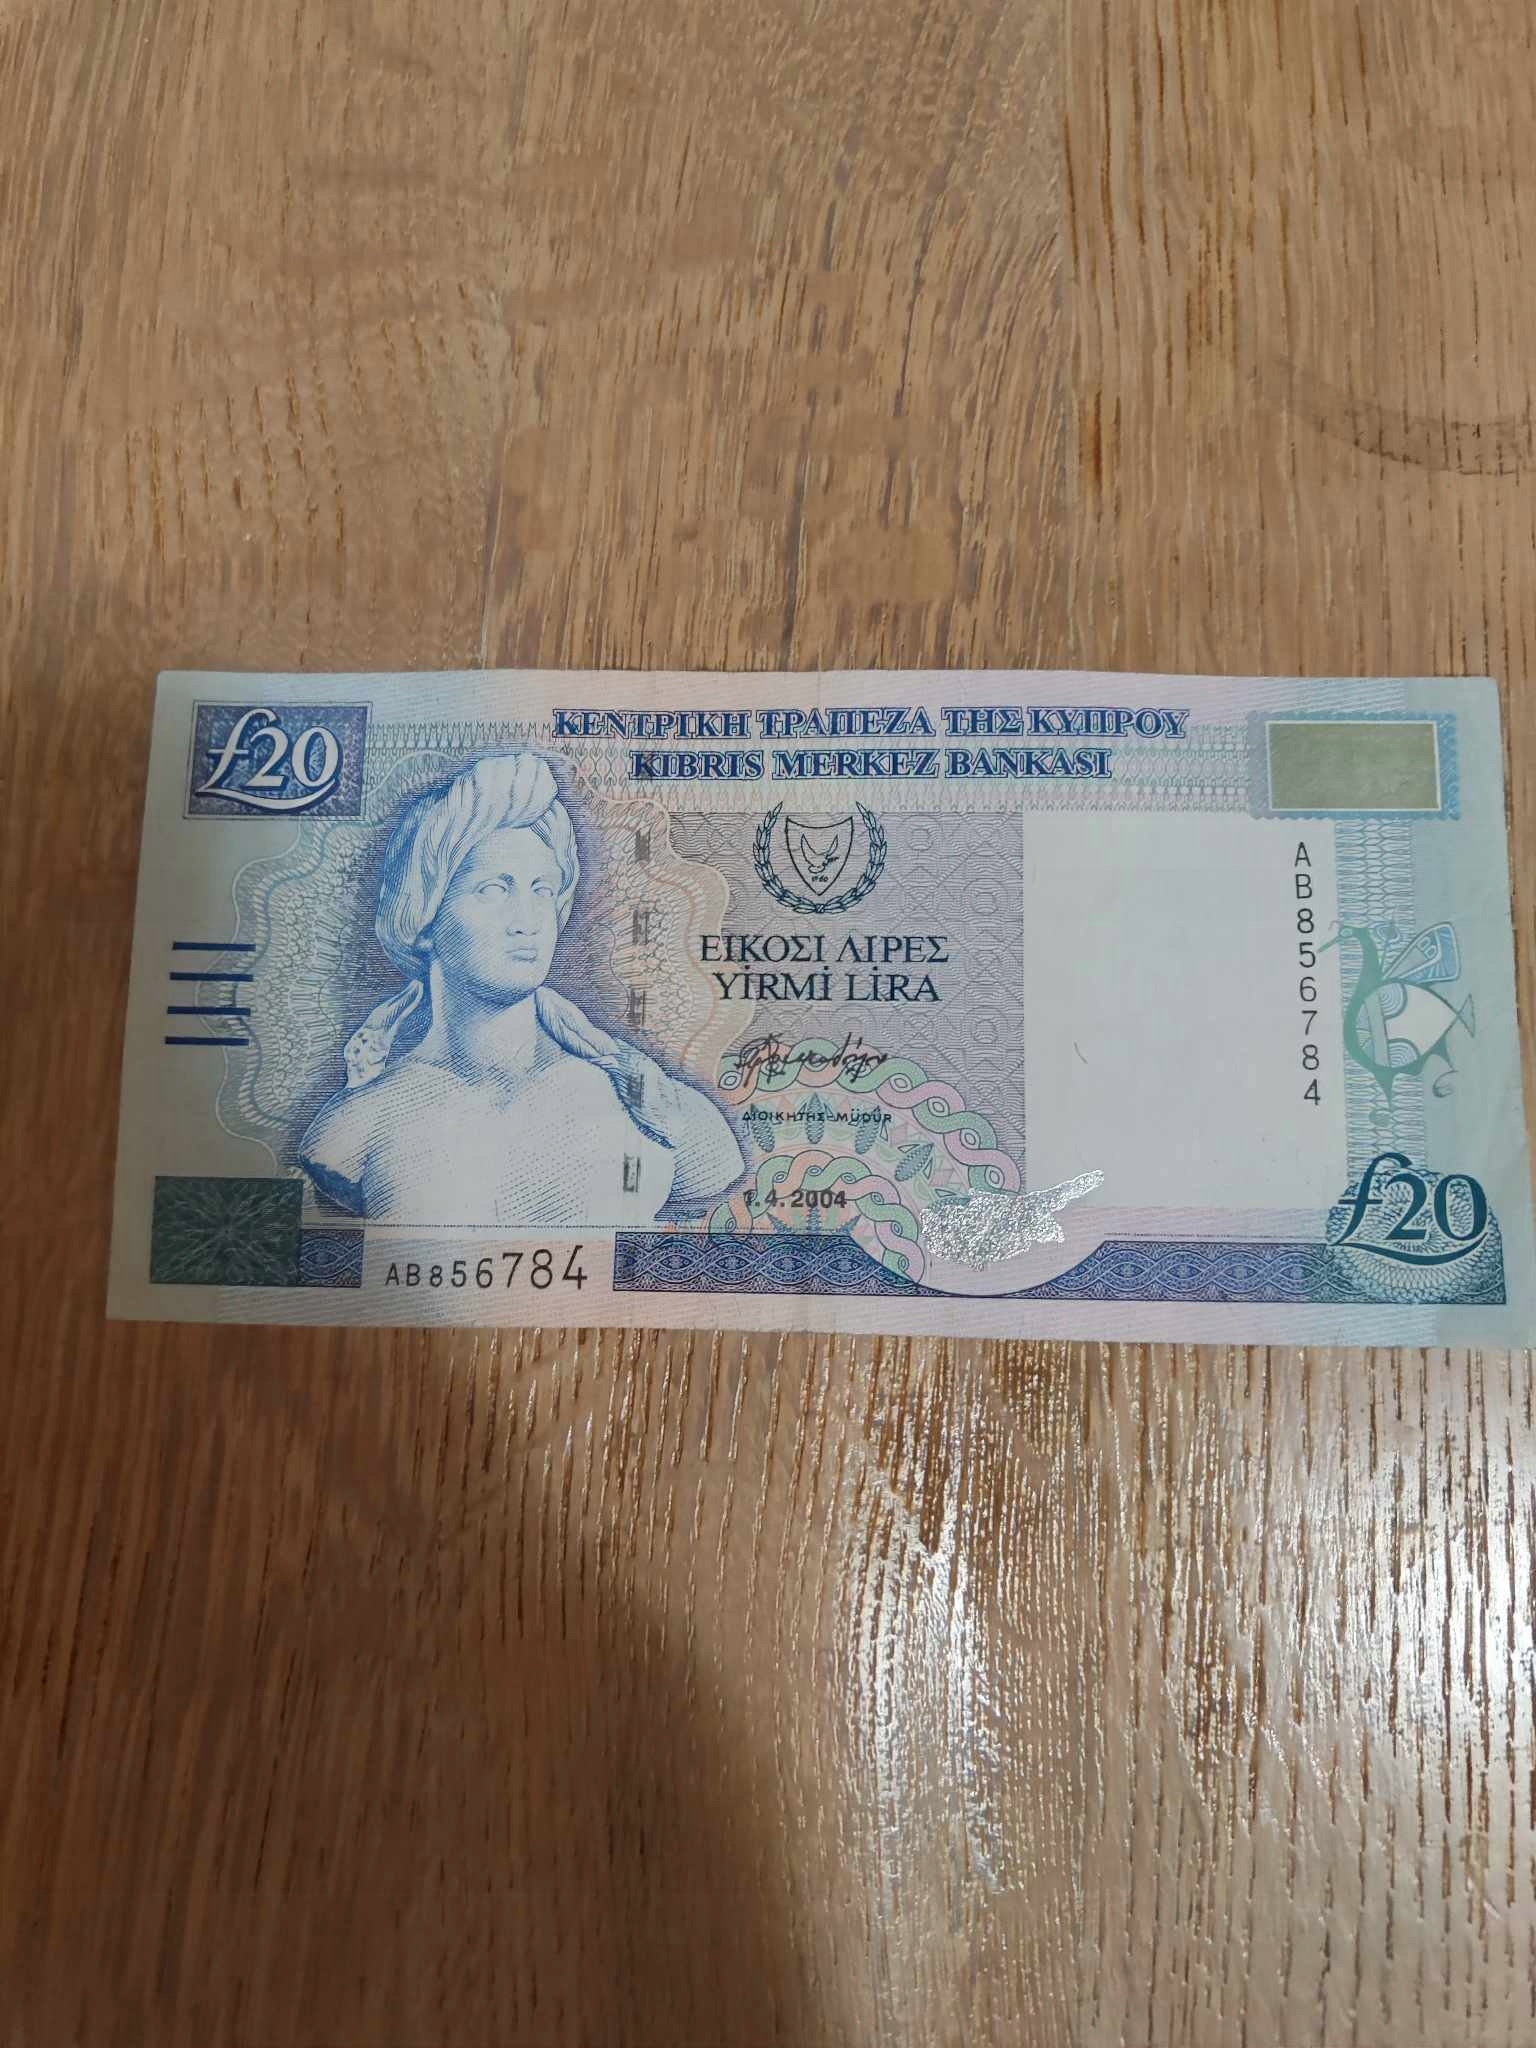 £20
ΚΕΝΤΡΙΚΗ ΤΡΑΠΕΖΑ ΤΗΣ ΚΥΠΡΟΥ
KIBRIS MERKEZ BANKASI
1960
ΕΙΚΟΣΙ ΛΙΡΕΣ
YİRMİ LİRA
ΔΙΟΙΚΗΤΗΣ-MÜDÜR
1.4.2004
AB856784
AB856784
£20